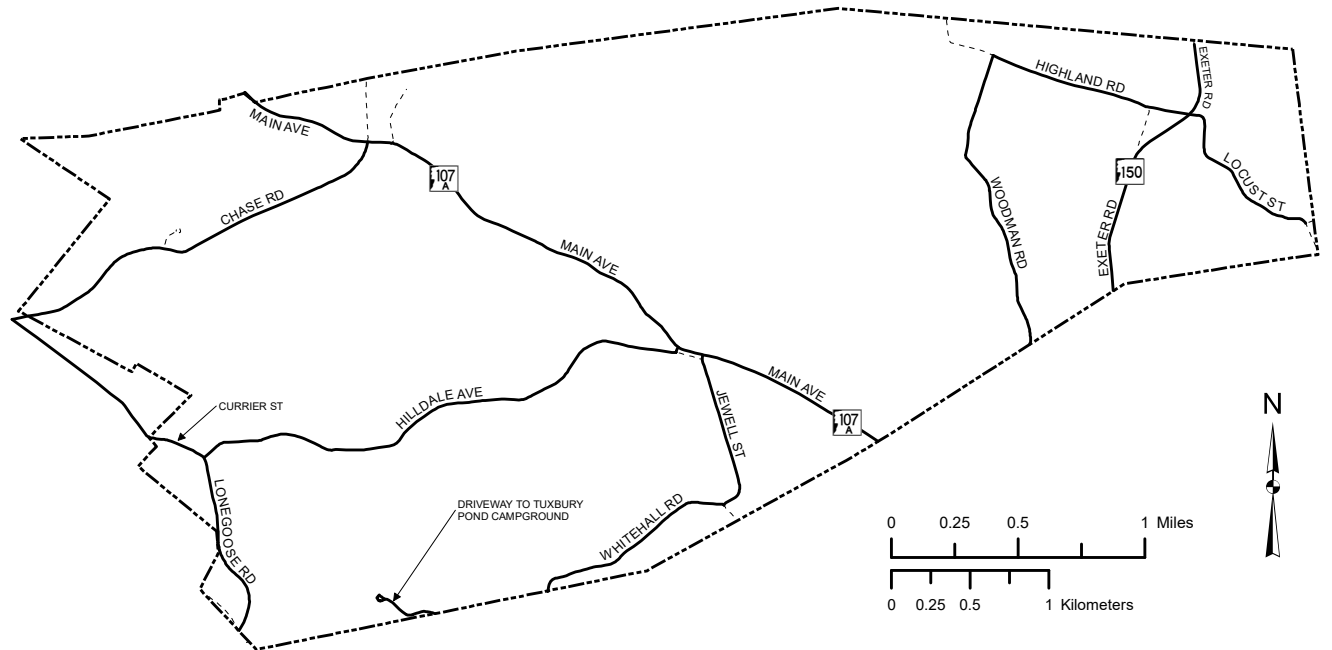 EXETER RD
HIGHLAND RD
MAIN AVE
107
A
150
LOCUST ST
CHASE RD
WOODMAN RD
EXETER RD
MAIN AVE
MAIN AVE
HILLDALE AVE
CURRIER ST
JEWELL ST
107
A
N
LONEGOOSE RD
DRIVEWAY TO TUXBURY
POND CAMPGROUND
WHITEHALL RD
0 0.25 0.5 1 Miles
0 0.25 0.5 1 Kilometers